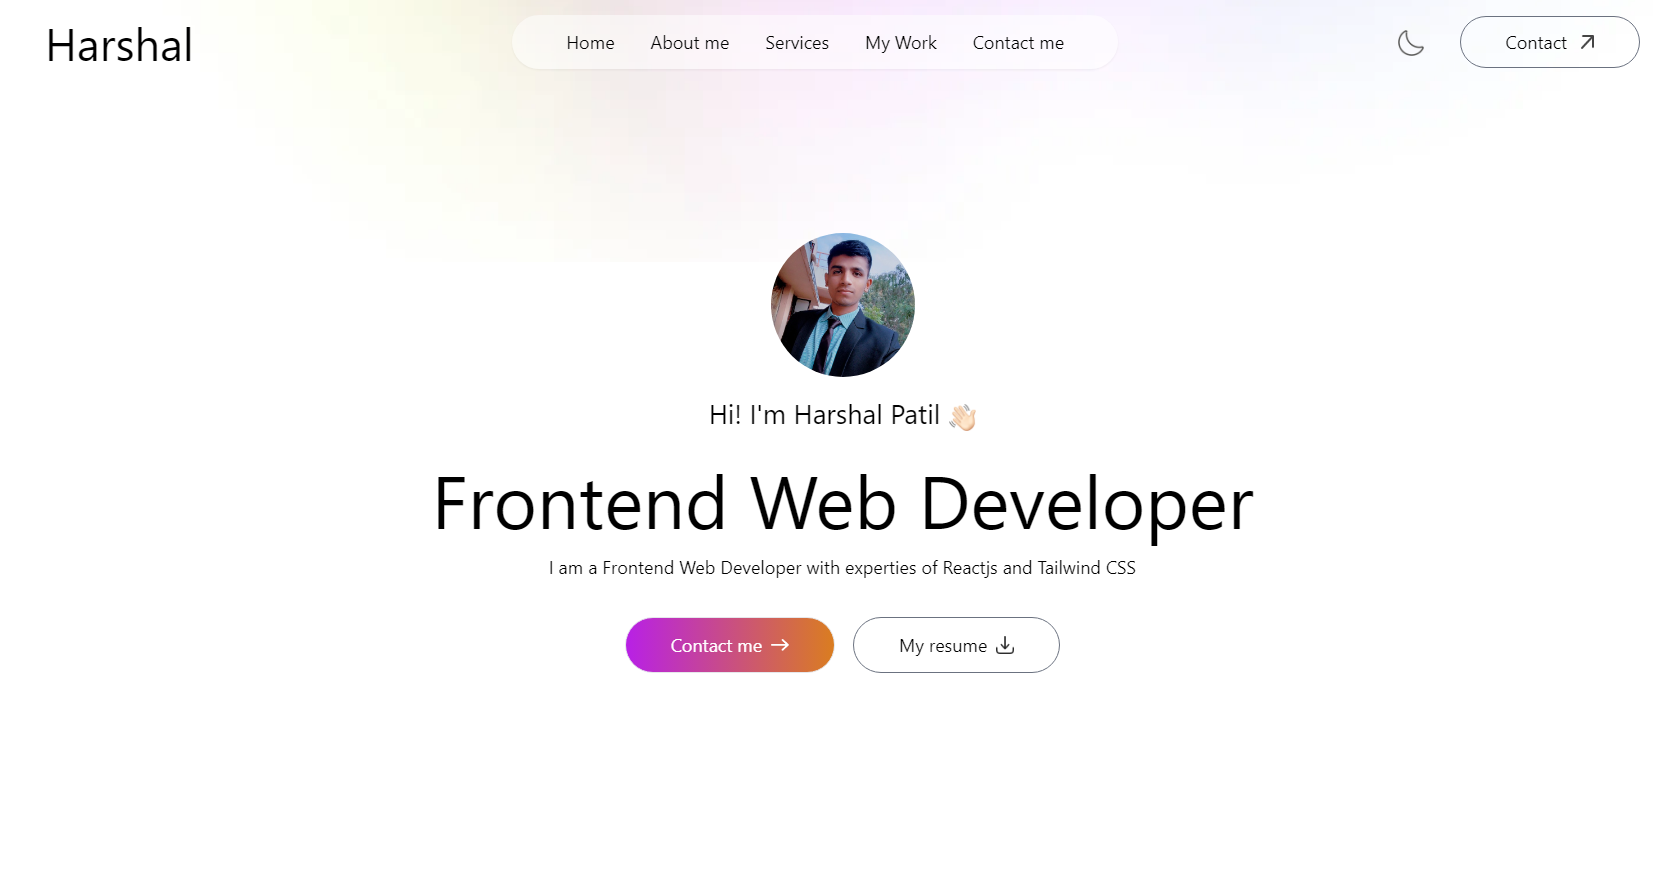 Harshal
Home About me Services My Work Contact me
Contact
Hi! I'm Harshal Patil 👋🏻
Frontend Web Developer
I am a Frontend Web Developer with experties of Reactjs and Tailwind CSS
Contact me →
My resume